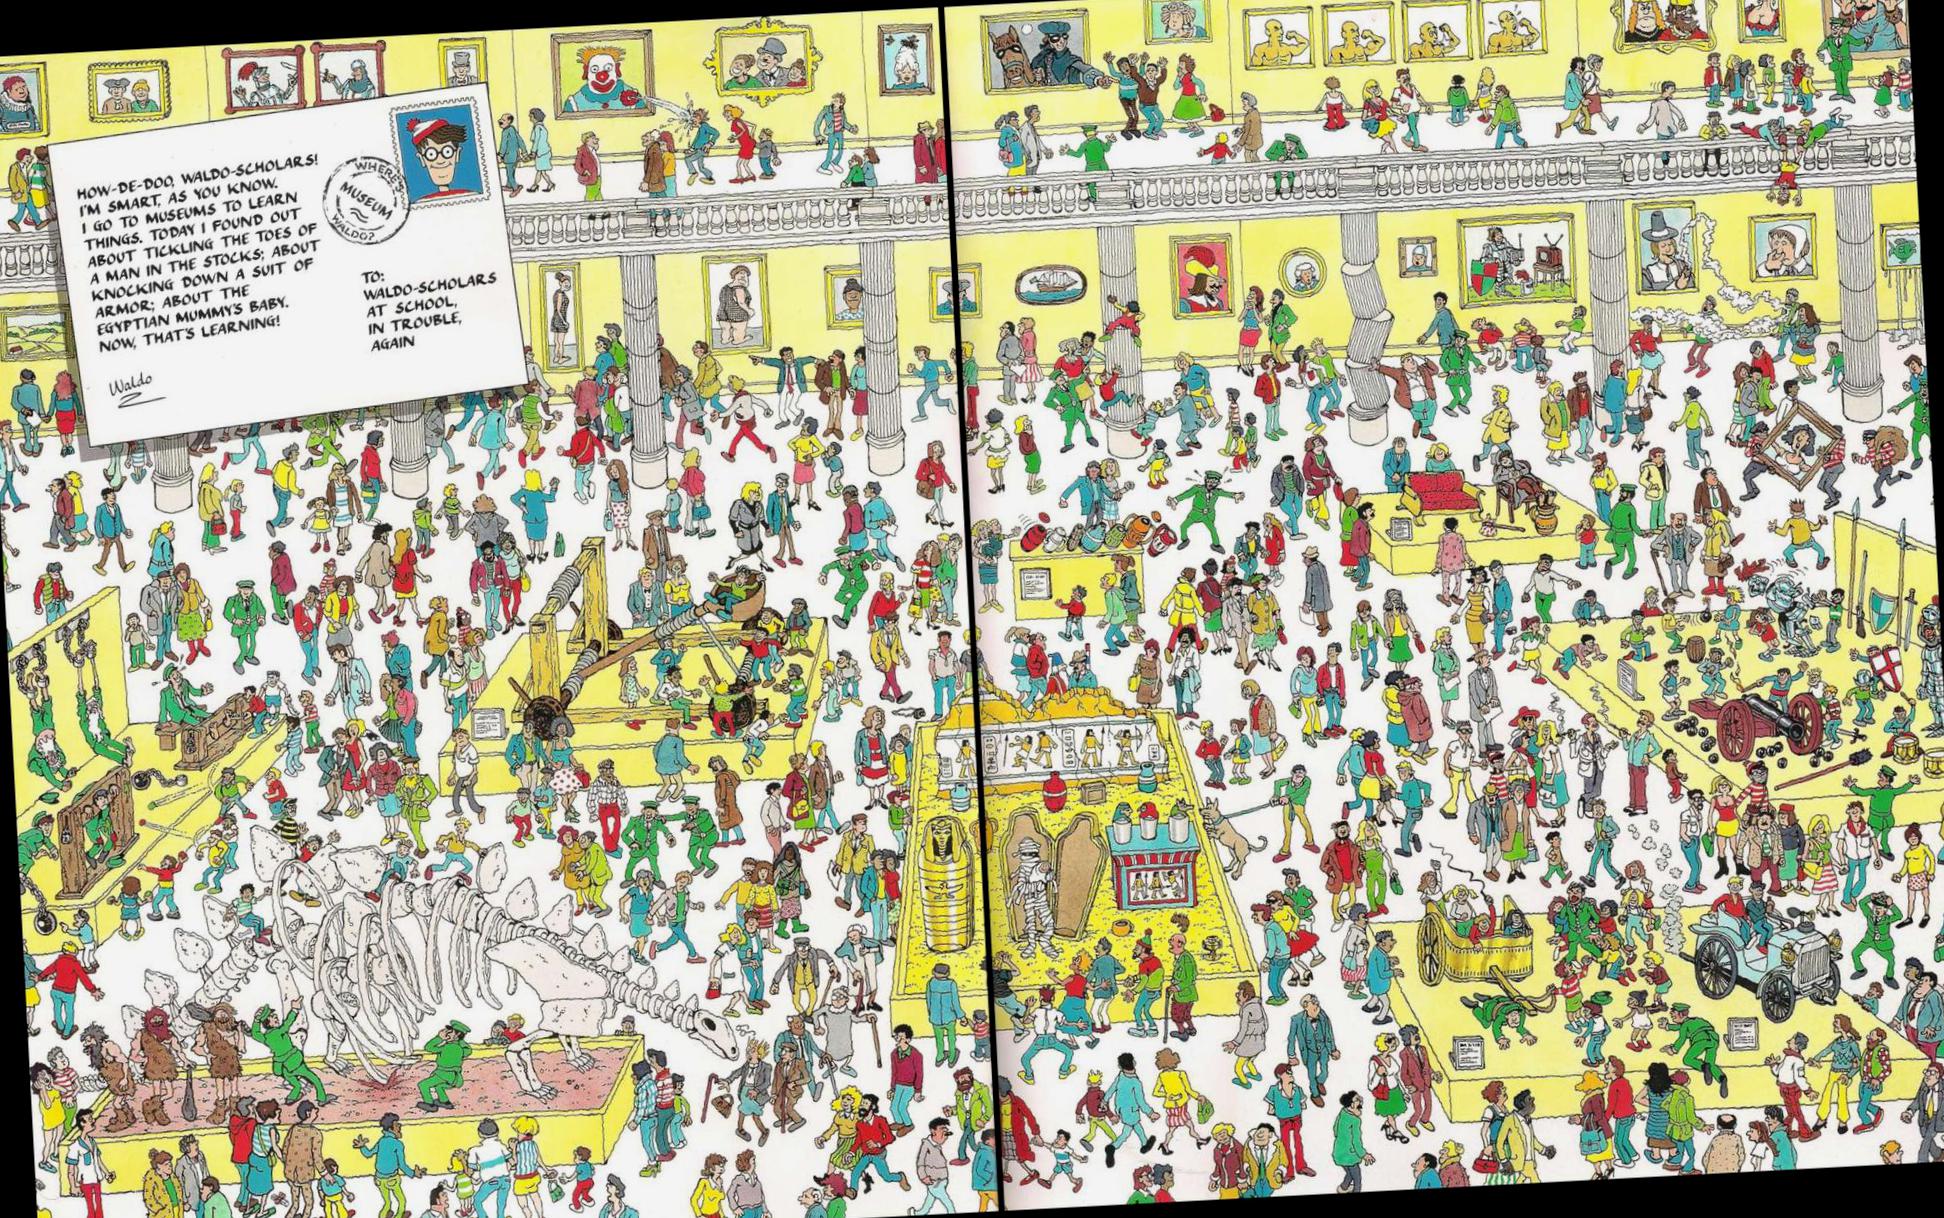 HOW-DE-DOO, WALDO-SCHOLARS!
I'M SMART, AS YOU KNOW.
I GO TO MUSEUMS TO LEARN
THINGS. TODAY I FOUND OUT
ABOUT TICKLING THE TOES OF
A MAN IN THE STOCKS; ABOUT
KNOCKING DOWN A SUIT OF
ARMOR; ABOUT THE
EGYPTIAN MUMMY'S BABY.
NOW, THAT'S LEARNING!
Waldo
WHERE'S
MUSEUM
WALDO?
TO:
WALDO-SCHOLARS
AT SCHOOL,
IN TROUBLE,
AGAIN